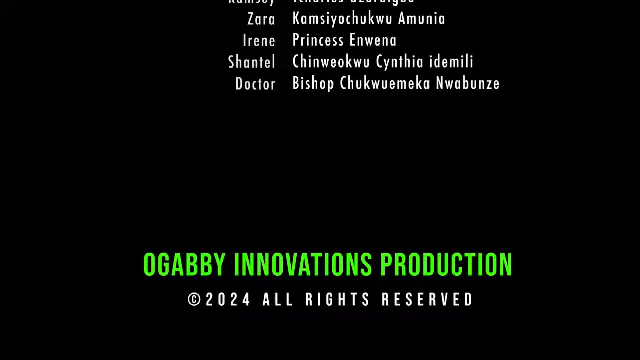 Zara Kamsiyochukwu Amunia
Irene Princess Enwena
Shantel Chinweokwu Cynthia idemili
Doctor Bishop Chukwuemeka Nwabunze
OGABBY INNOVATIONS PRODUCTION
©2024 ALL RIGHTS RESERVED